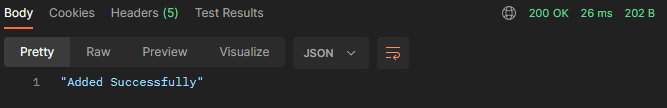 Body Cookies Headers (5) Test Results 200 OK 26 ms 202 B
Pretty Raw Preview Visualize JSON
1 "Added Successfully"